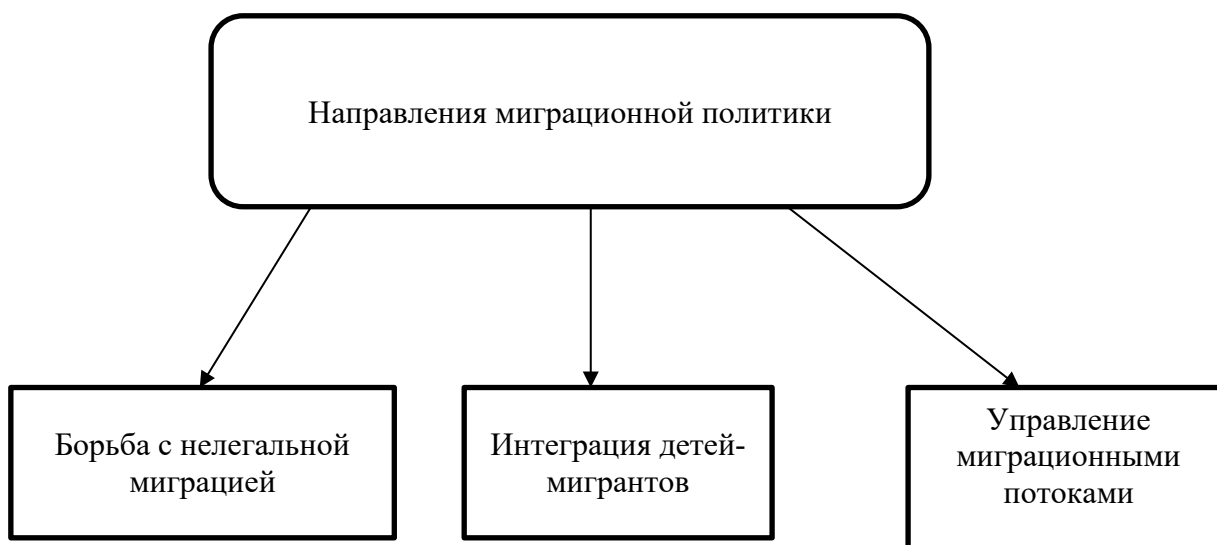 Направления миграционной политики
Борьба с нелегальной
миграцией
Интеграция детей-
мигрантов
Управление
миграционными
потоками